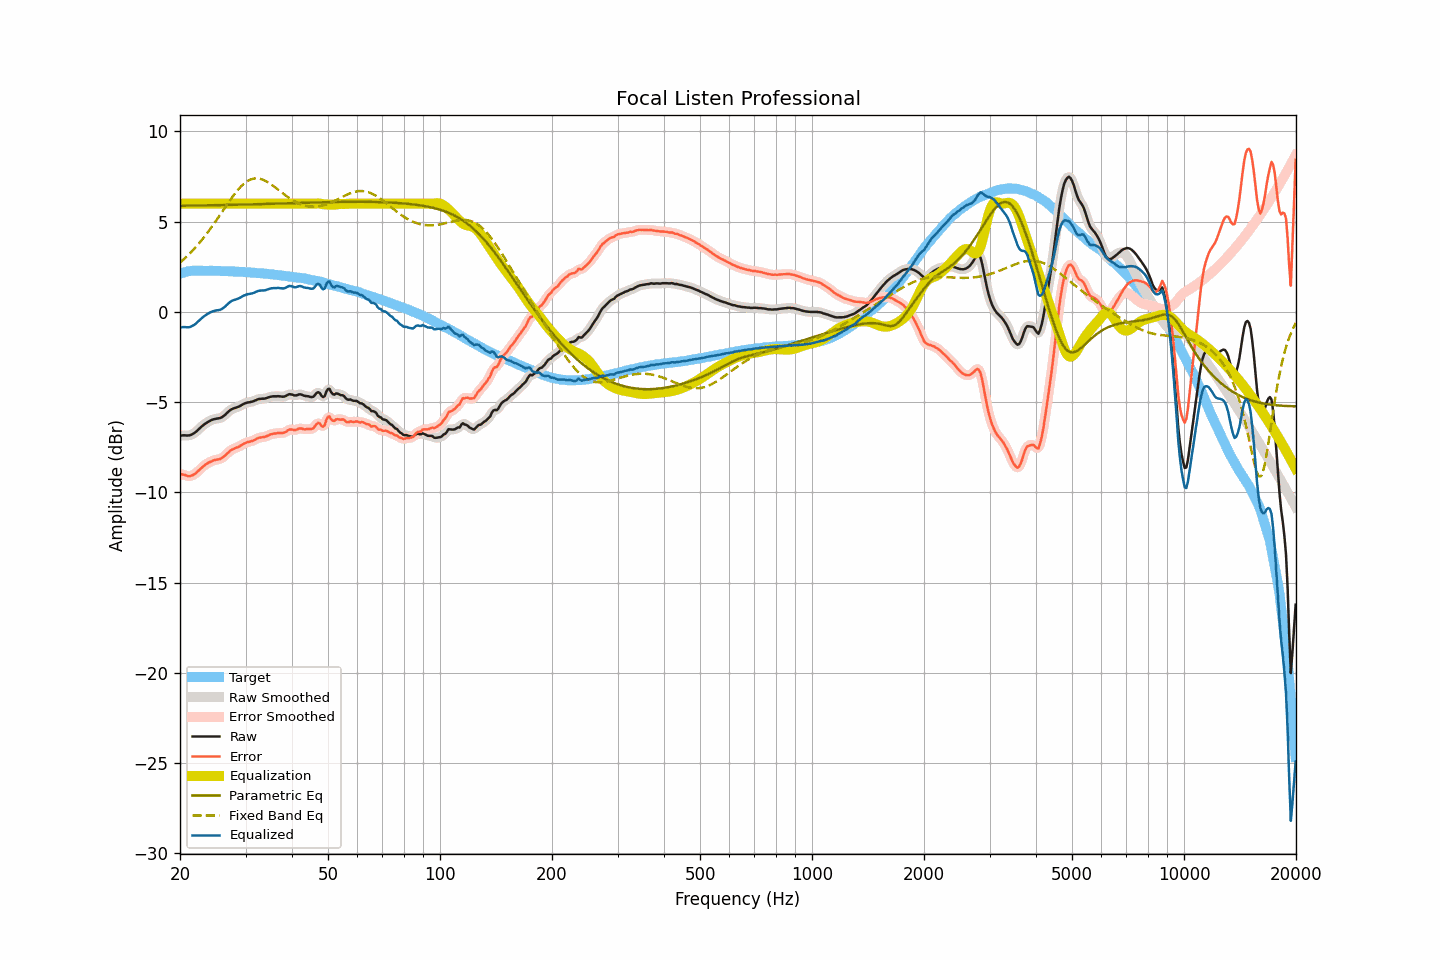 Focal Listen Professional
10
5
0
−5
−10
−15
−20
−25
−30
Amplitude (dBr)
Target
Raw Smoothed
Error Smoothed
Raw
Error
Equalization
Parametric Eq
Fixed Band Eq
Equalized
20 50 100 200 500 1000 2000 5000 10000 20000
Frequency (Hz)